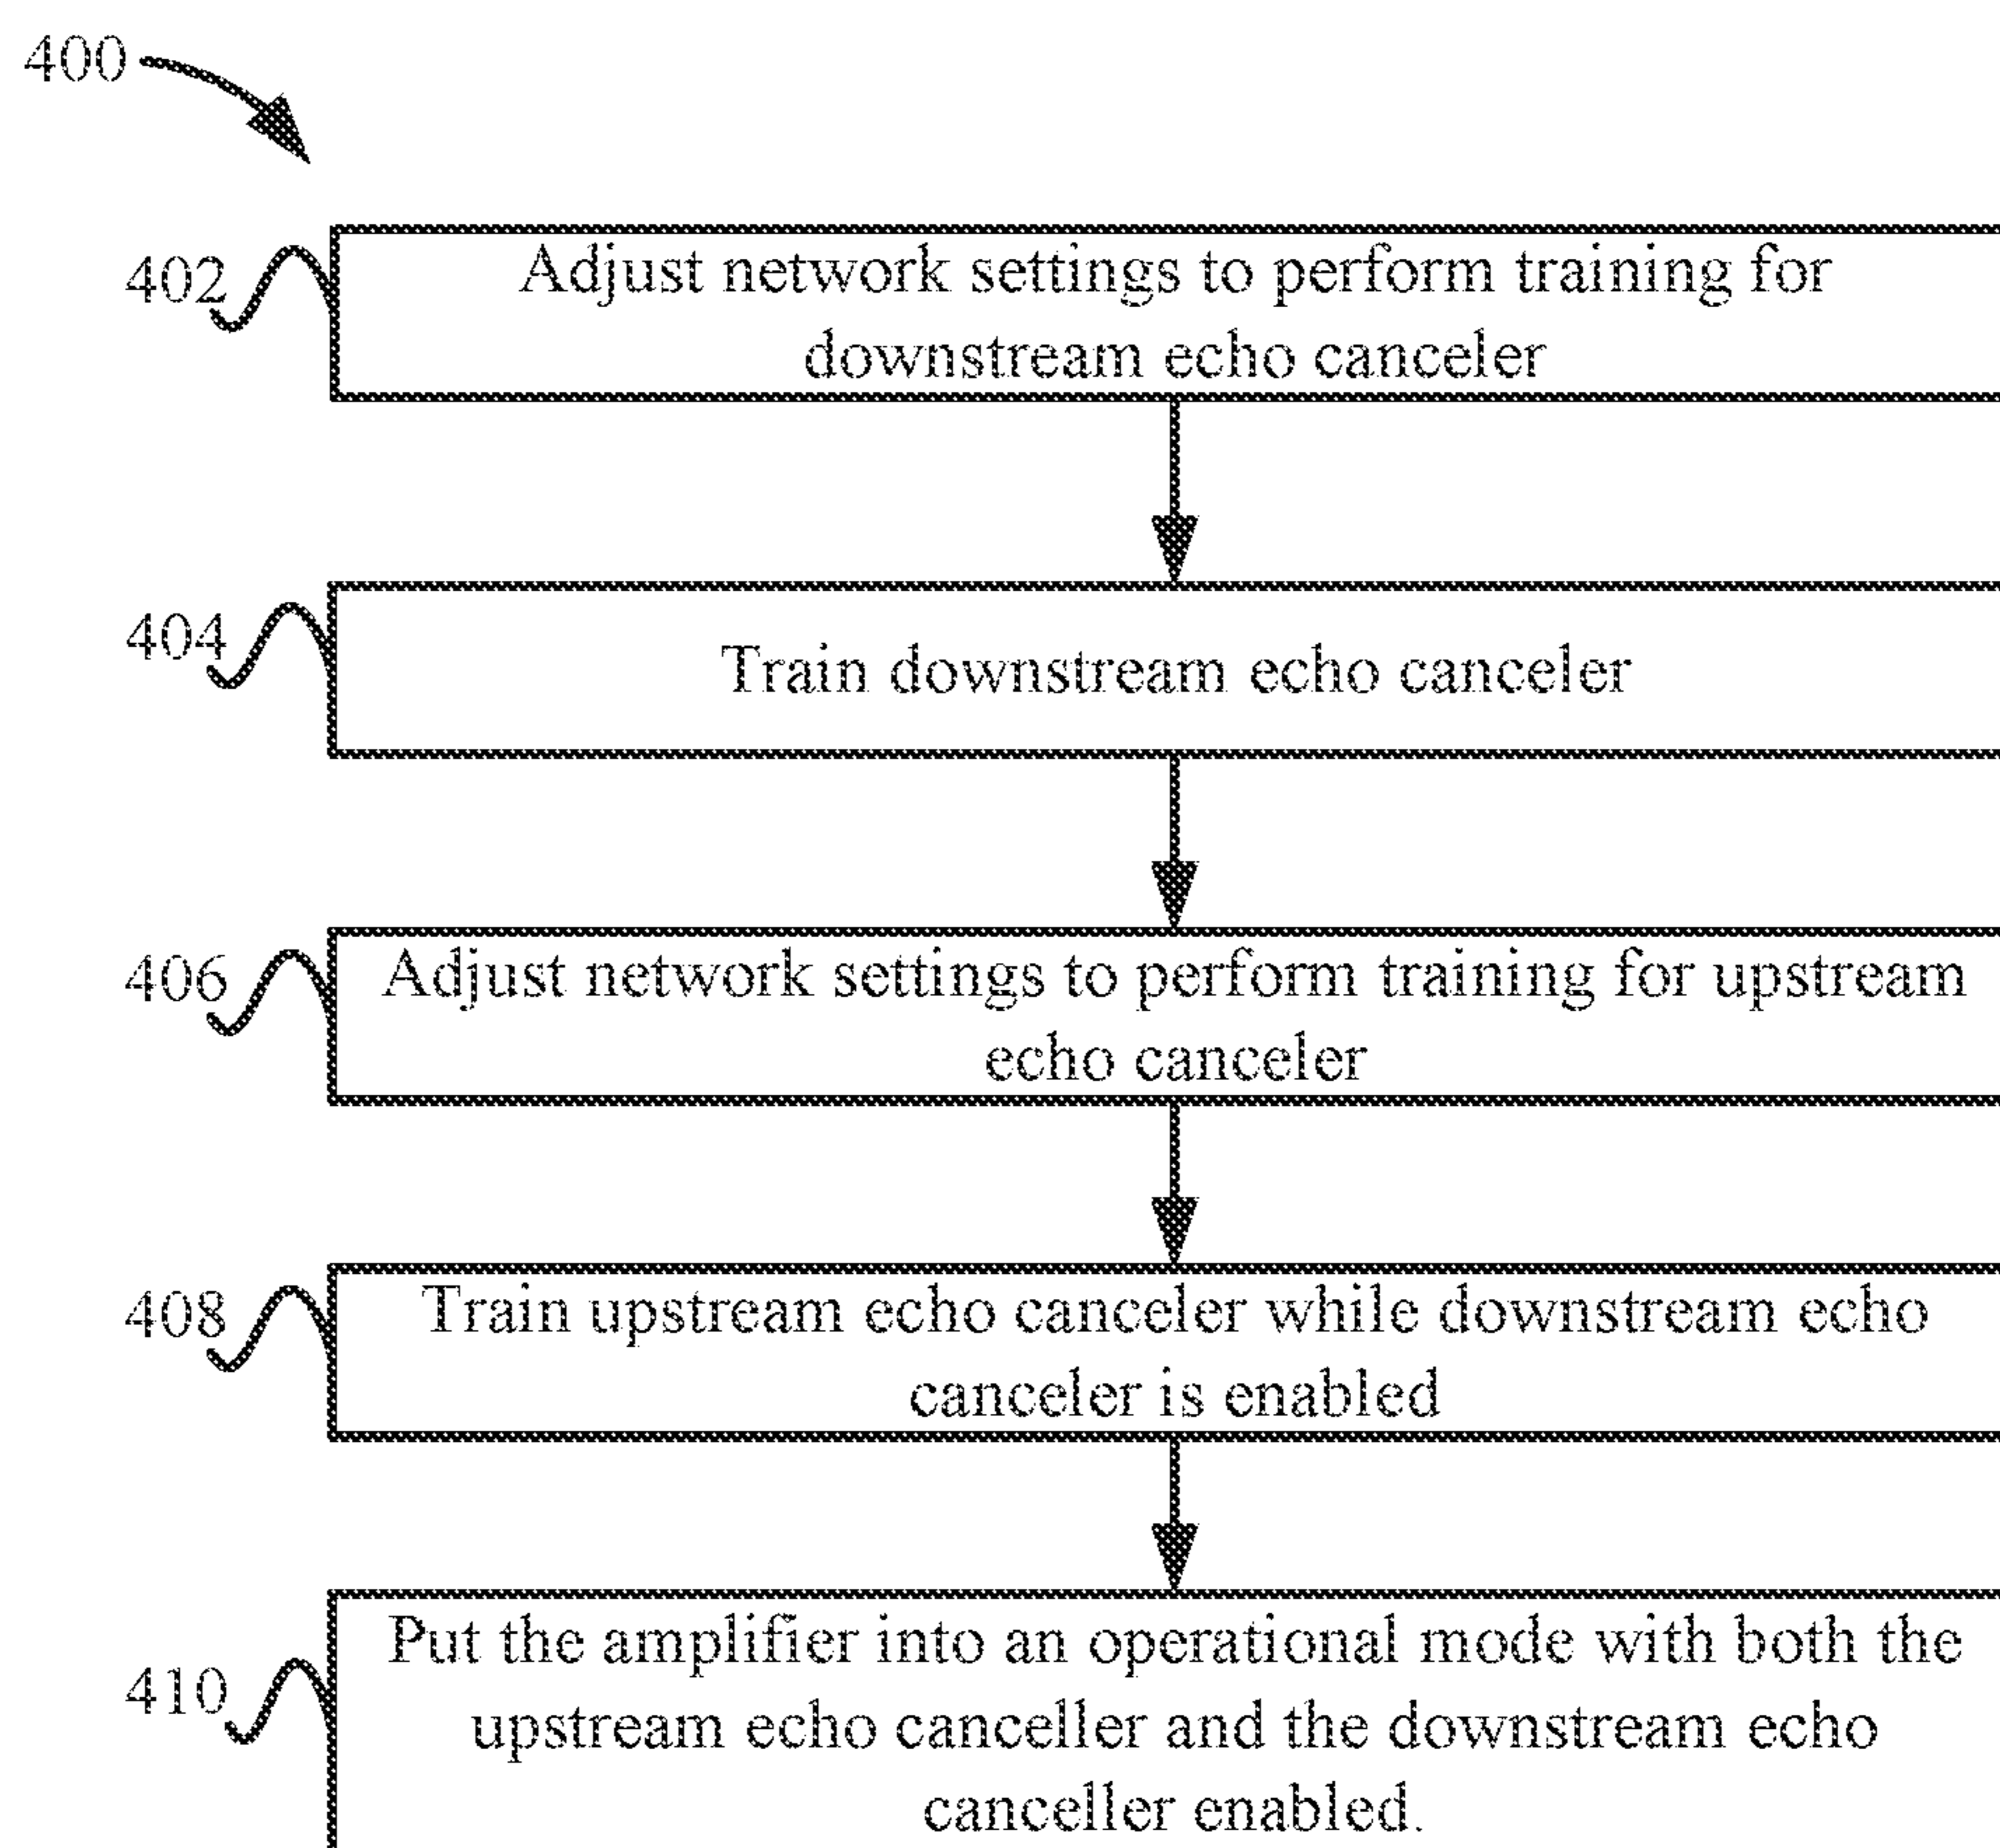 400
402
Adjust network settings to perform training for
downstream echo canceler
404
Train downstream echo canceler
406
Adjust network settings to perform training for upstream
echo canceler
408
Train upstream echo canceler while downstream echo
canceler is enabled
410
Put the amplifier into an operational mode with both the
upstream echo canceller and the downstream echo
canceller enabled.